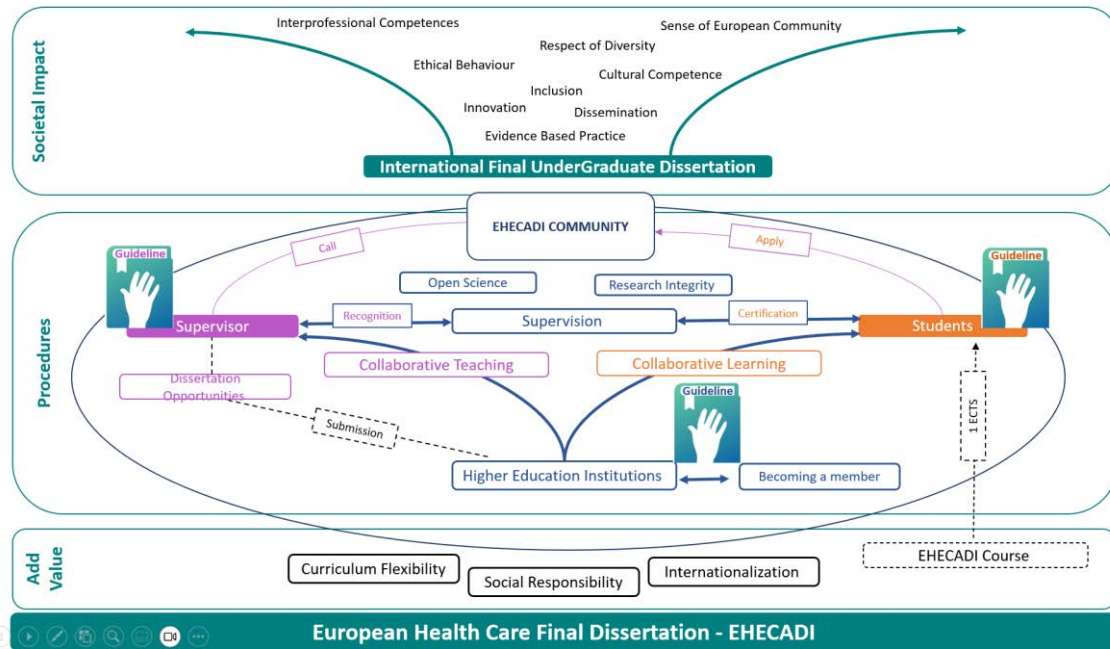 Societal Impact
Interprofessional Competences
Sense of European Community
Respect of Diversity
Ethical Behaviour
Cultural Competence
Inclusion
Innovation
Dissemination
Evidence Based Practice
International Final UnderGraduate Dissertation
Procedures
EHECADI COMMUNITY
Call
Apply
Guideline
Guideline
Open Science
Research Integrity
Supervisor
Recognition
Supervision
Certification
Students
Collaborative Teaching
Collaborative Learning
Dissertation
Opportunities
Guideline
1 ECTS
Submission
Higher Education Institutions
Becoming a member
Add
Value
EHECADI Course
Curriculum Flexibility
Social Responsibility
Internationalization
European Health Care Final Dissertation - EHECADI